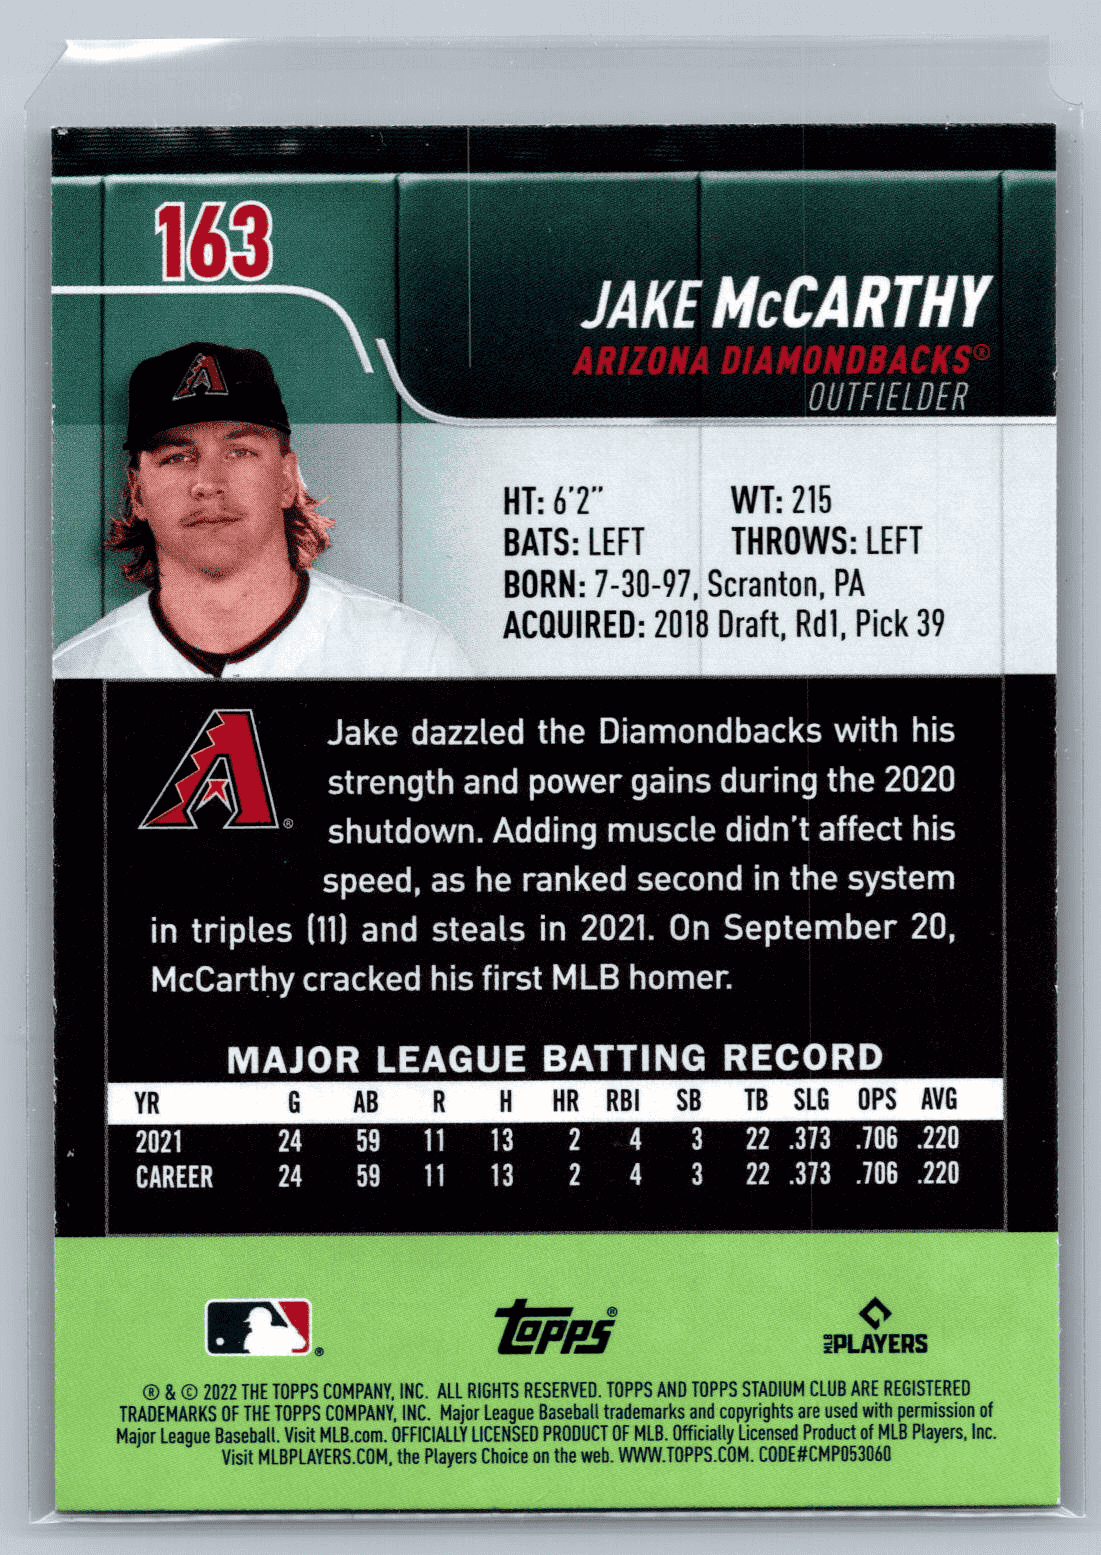 163
JAKE McCARTHY
ARIZONA DIAMONDBACKS®
OUTFIELDER
HT: 6'2" WT: 215
BATS: LEFT THROWS: LEFT
BORN: 7-30-97, Scranton, PA
ACQUIRED: 2018 Draft, Rd1, Pick 39
A
A ®
Jake dazzled the Diamondbacks with his
strength and power gains during the 2020
shutdown. Adding muscle didn't affect his
speed, as he ranked second in the system
in triples (11) and steals in 2021. On September 20,
McCarthy cracked his first MLB homer.
MAJOR LEAGUE BATTING RECORD
YR G AB R H HR RBI SB TB SLG OPS AVG
2021 24 59 11 13 2 4 3 22 .373 .706 .220
CAREER 24 59 11 13 2 4 3 22 .373 .706 .220
® Topps® MLB PLAYERS
® & © 2022 THE TOPPS COMPANY, INC. ALL RIGHTS RESERVED. TOPPS AND TOPPS STADIUM CLUB ARE REGISTERED
TRADEMARKS OF THE TOPPS COMPANY, INC. Major League Baseball trademarks and copyrights are used with permission of
Major League Baseball. Visit MLB.com. OFFICIALLY LICENSED PRODUCT OF MLB. Officially Licensed Product of MLB Players, Inc.
Visit MLBPLAYERS.COM, the Players Choice on the web. WWW.TOPPS.COM. CODE#CMP053060